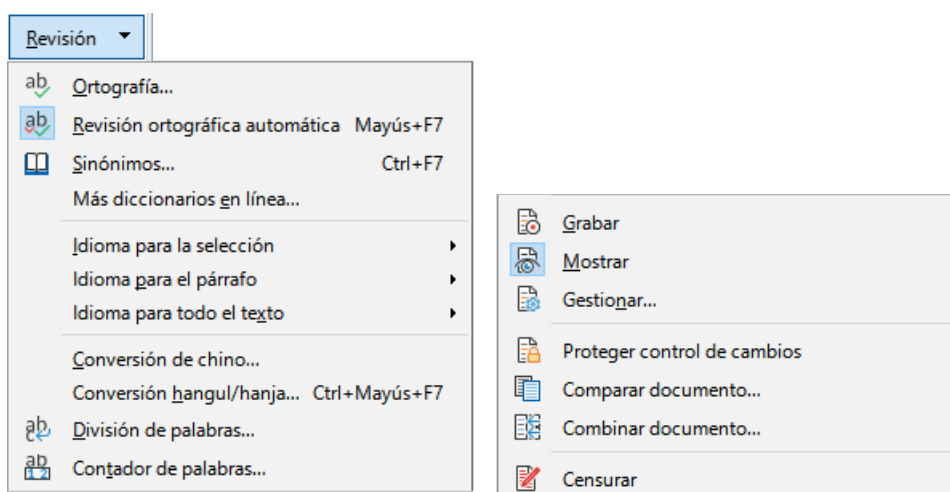 Revisión
Ortografía...
Revisión ortográfica automática Mayús+F7
Sinónimos... Ctrl+F7
Más diccionarios en línea...
Idioma para la selección
Idioma para el párrafo
Idioma para todo el texto
Conversión de chino...
Conversión hangul/hanja... Ctrl+Mayús+F7
División de palabras...
Contador de palabras...
Grabar
Mostrar
Gestionar...
Proteger control de cambios
Comparar documento...
Combinar documento...
Censurar